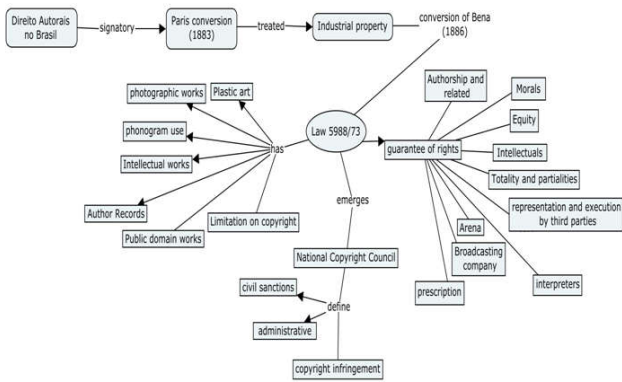 Direito Autorais
no Brasil
signatory
Paris conversion
(1883)
treated
Industrial property
conversion of Bena
(1886)
photographic works
Plastic art
phonogram use
Intellectual works
Author Records
Public domain works
Limitation on copyright
has
Law 5988/73
guarantee of rights
Authorship and
related
Morals
Equity
Intellectuals
Totality and partialities
representation and execution
by third parties
Arena
Broadcasting
company
interpreters
prescription
emerges
National Copyright Council
civil sanctions
define
administrative
copyright infringement